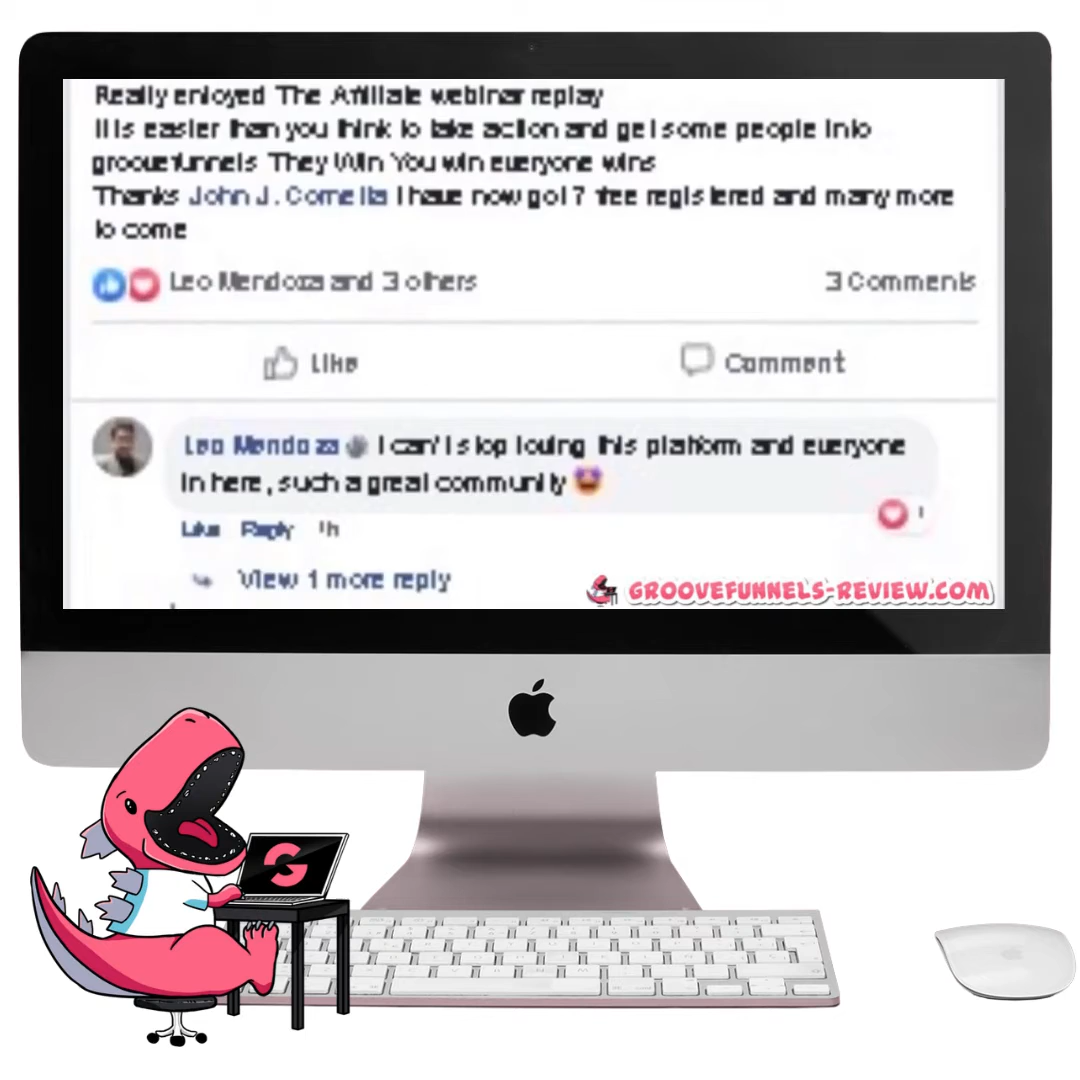 Really enjoyed The Affiliate webinar replay
It is easier than you think to take action and get some people into
groovefunnels They Win You win everyone wins
Thanks John J. Cornetta I have now got 7 free registered and many more
to come
Leo Mendoza and 3 others
3 Comments
Like
Comment
Leo Mendoza I can't stop loving this platform and everyone
in here, such a great community
1
Like Reply 1h
View 1 more reply
GROOVEFUNNELS-REVIEW.COM
G